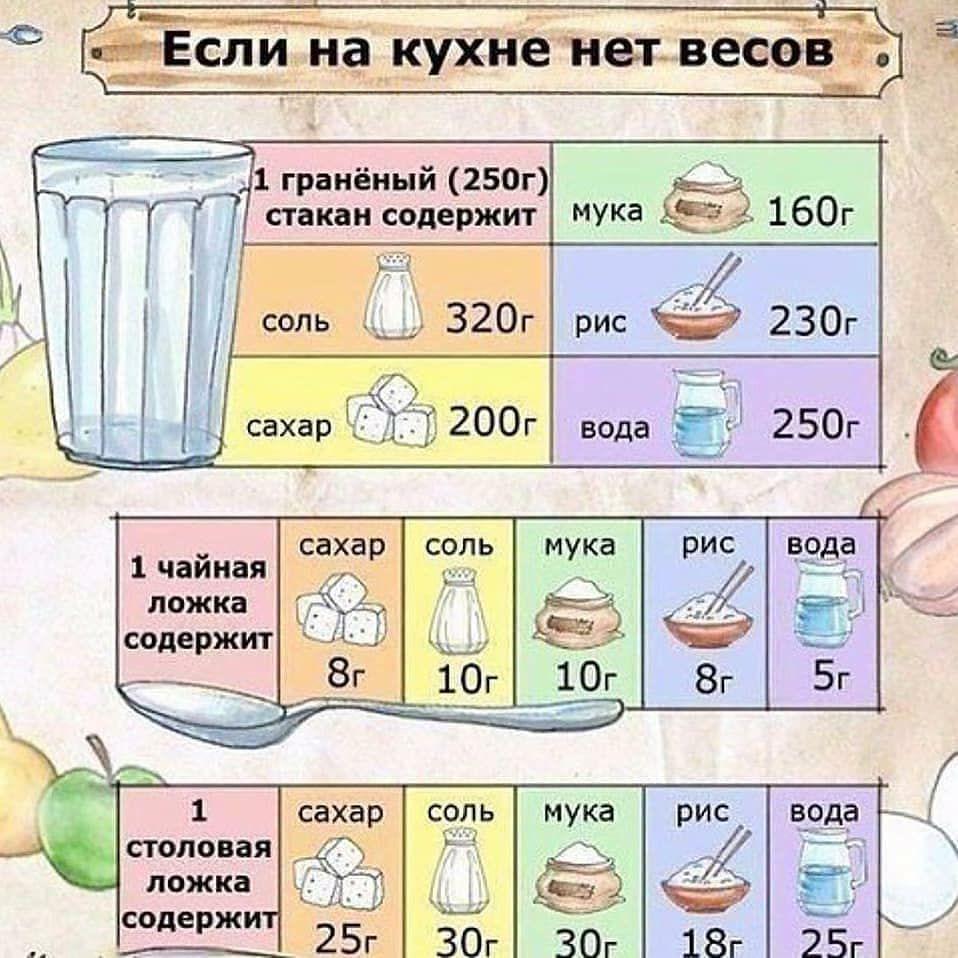 Если на кухне нет весов
1 гранёный (250г)
стакан содержит
мука 160г
соль 320г
рис 230г
сахар 200г
вода 250г
1 чайная
ложка
содержит
сахар соль мука рис вода
8г 10г 10г 8г 5г
1
столовая
ложка
содержит
сахар соль мука рис вода
25г 30г 30г 18г 25г